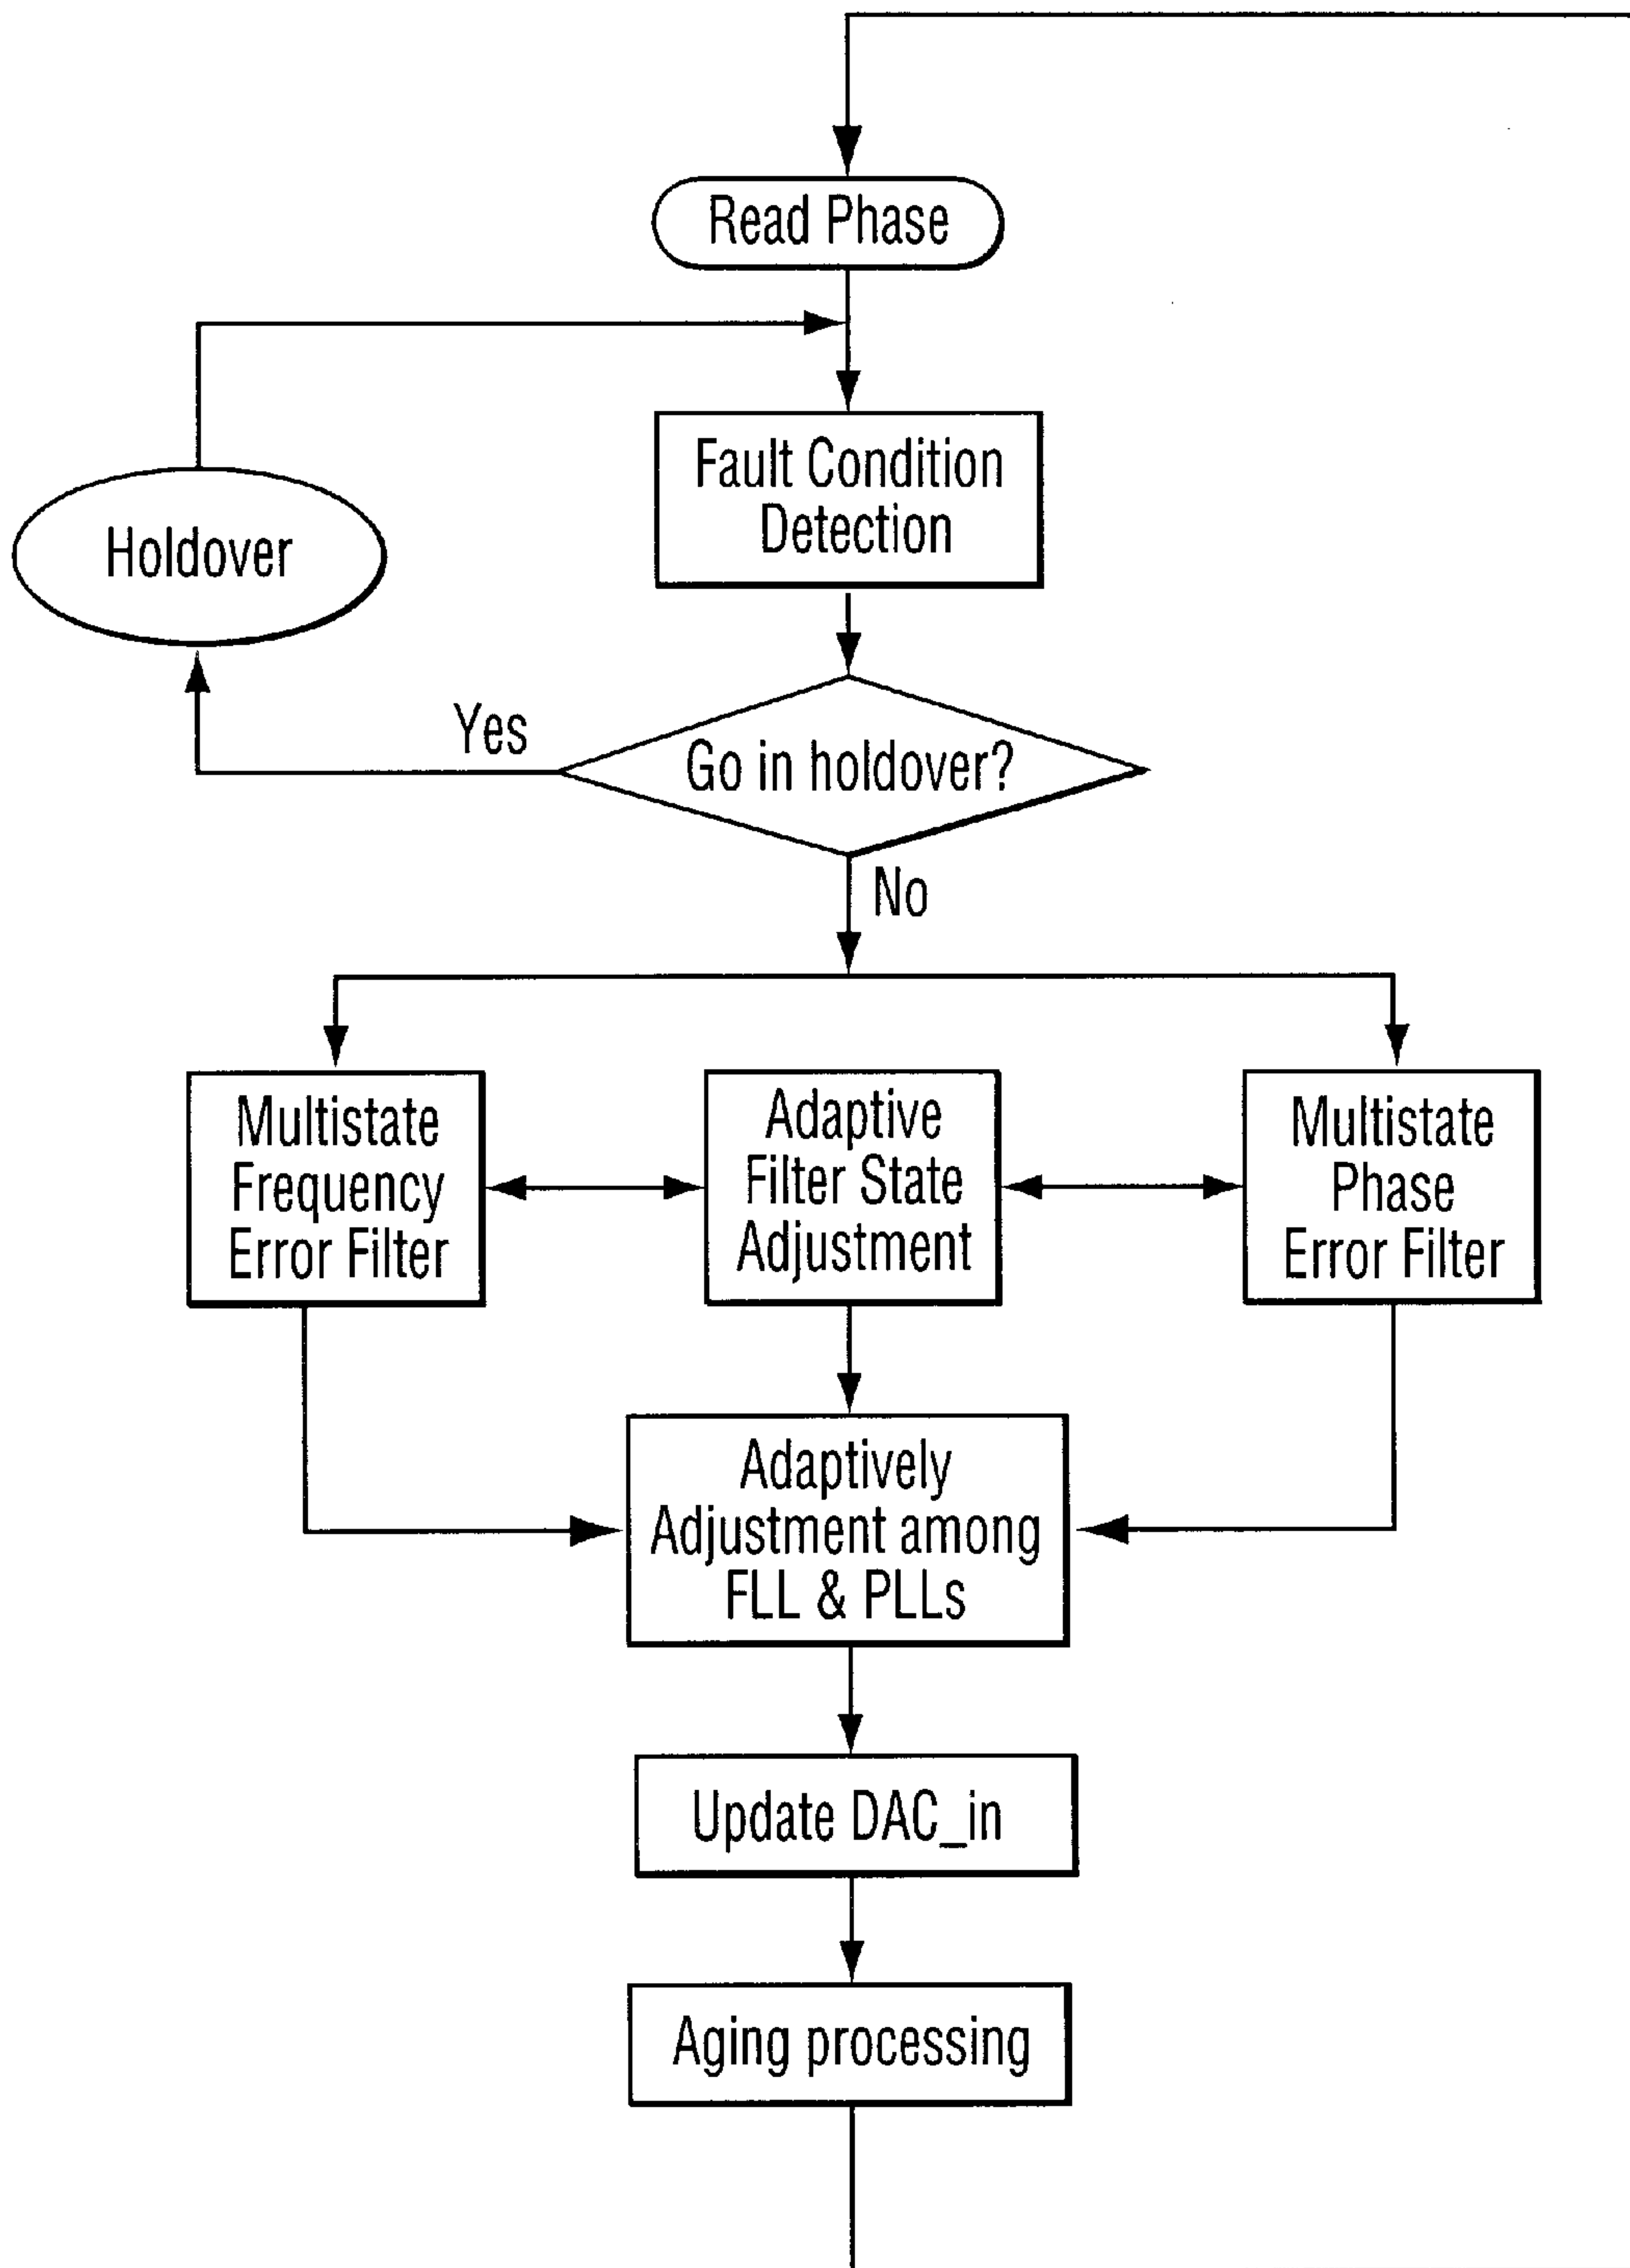 Read Phase
Fault Condition
Detection
Holdover
Yes
Go in holdover?
No
Multistate
Frequency
Error Filter
Adaptive
Filter State
Adjustment
Multistate
Phase
Error Filter
Adaptively
Adjustment among
FLL & PLLs
Update DAC_in
Aging processing